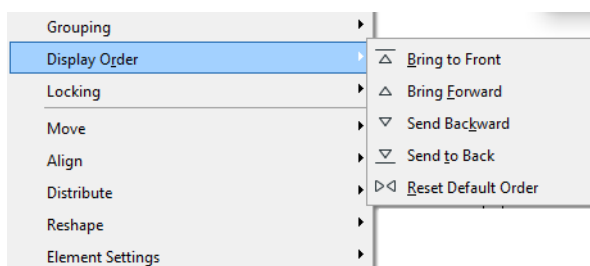 Grouping
Display Order
Locking
Move
Align
Distribute
Reshape
Element Settings
Bring to Front
Bring Forward
Send Backward
Send to Back
Reset Default Order